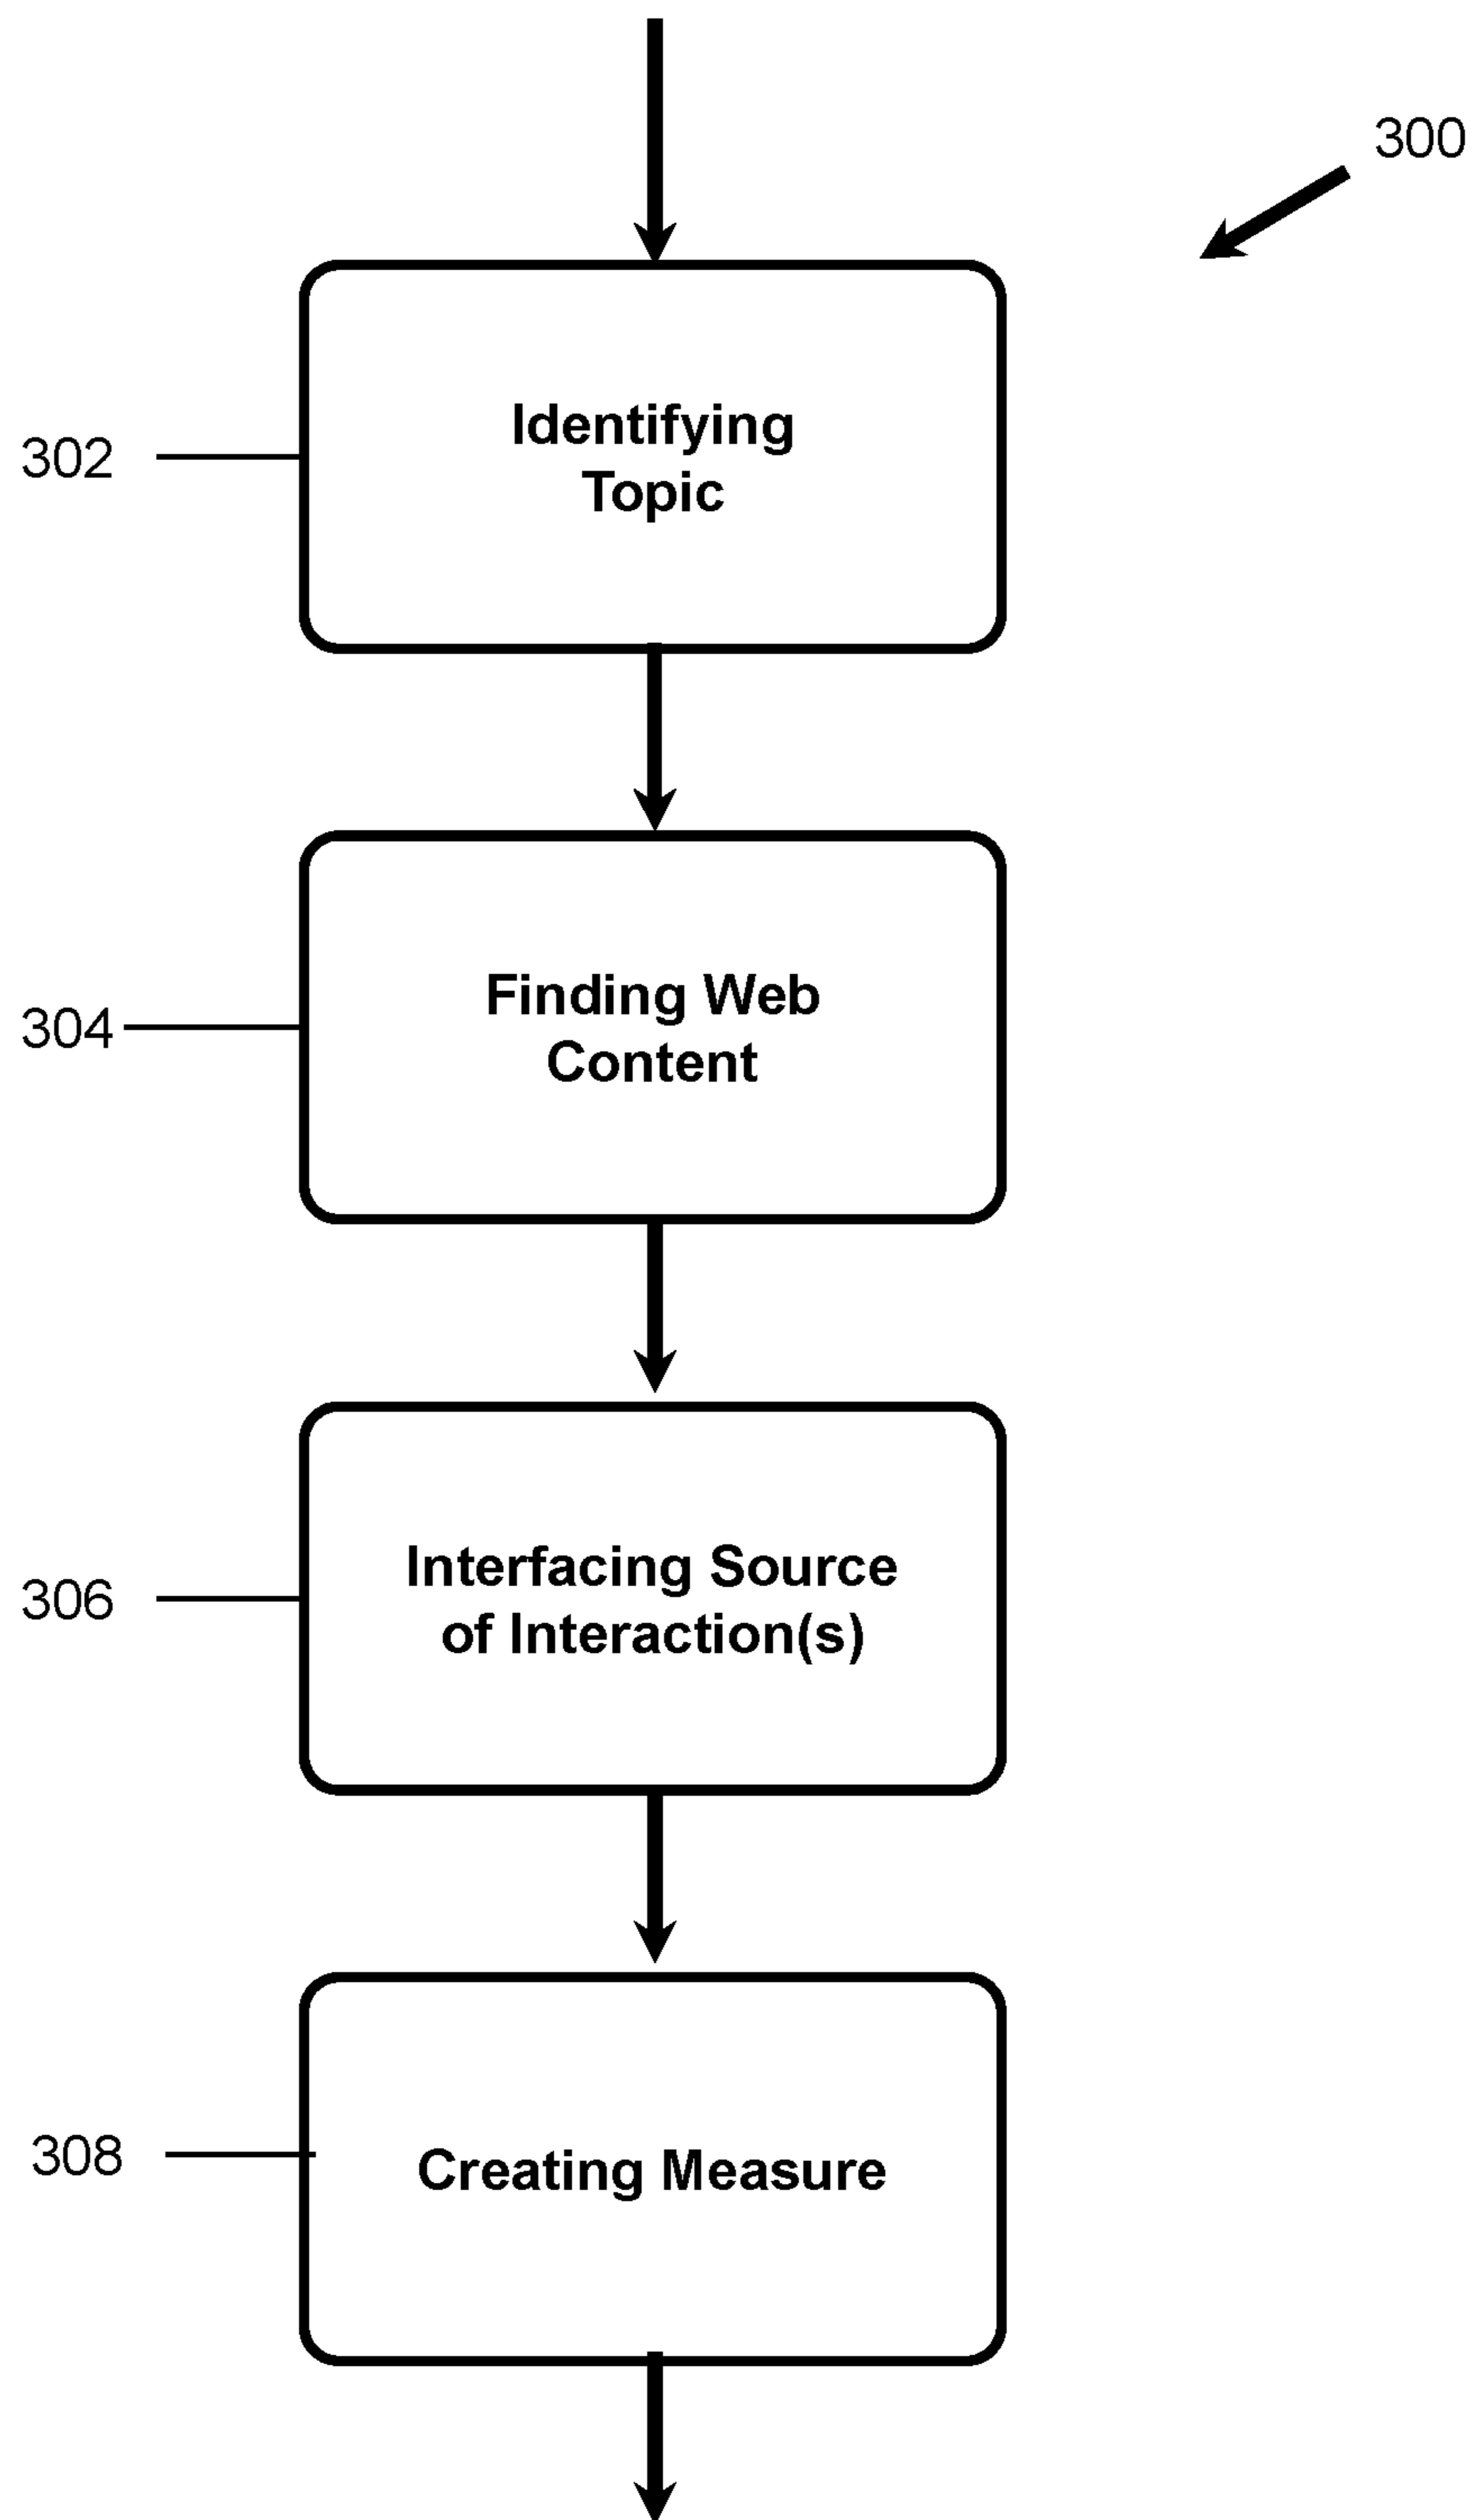 300
302
Identifying
Topic
304
Finding Web
Content
306
Interfacing Source
of Interaction(s)
308
Creating Measure